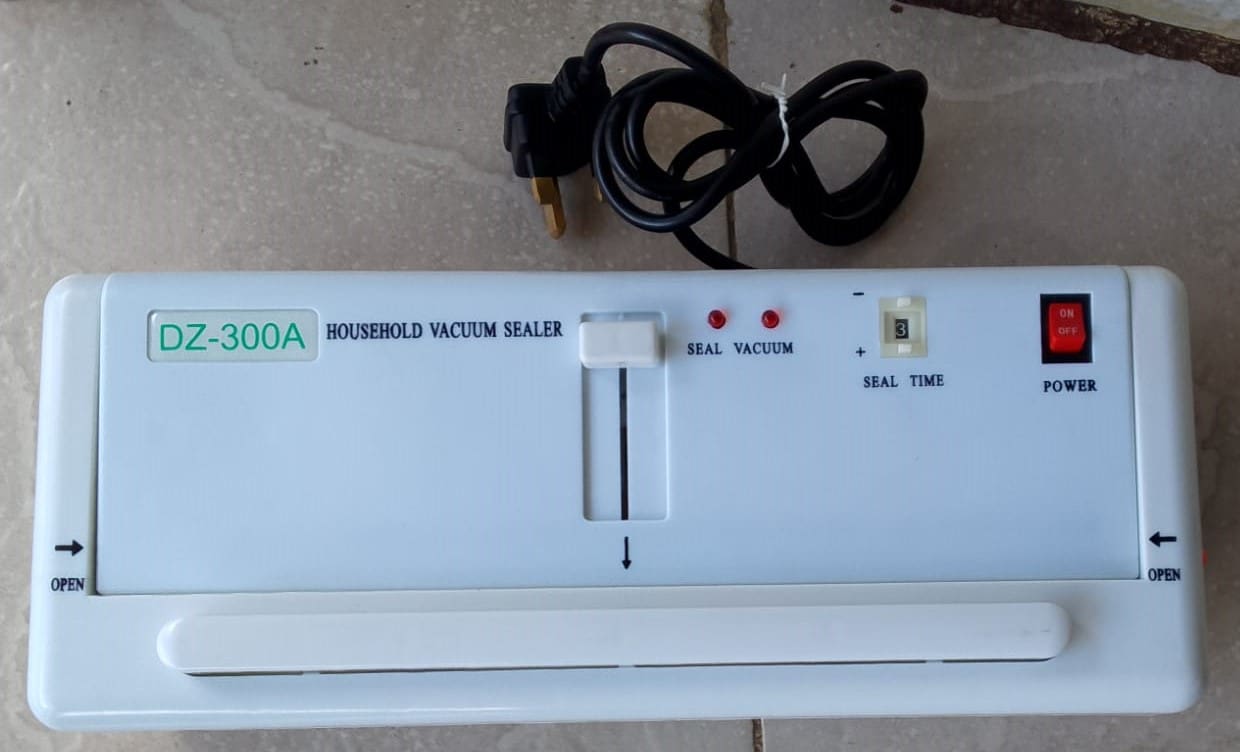 DZ-300A
HOUSEHOLD VACUUM SEALER
SEAL VACUUM
-
3
+
SEAL TIME
ON
OFF
POWER
→
OPEN
↓
←
OPEN